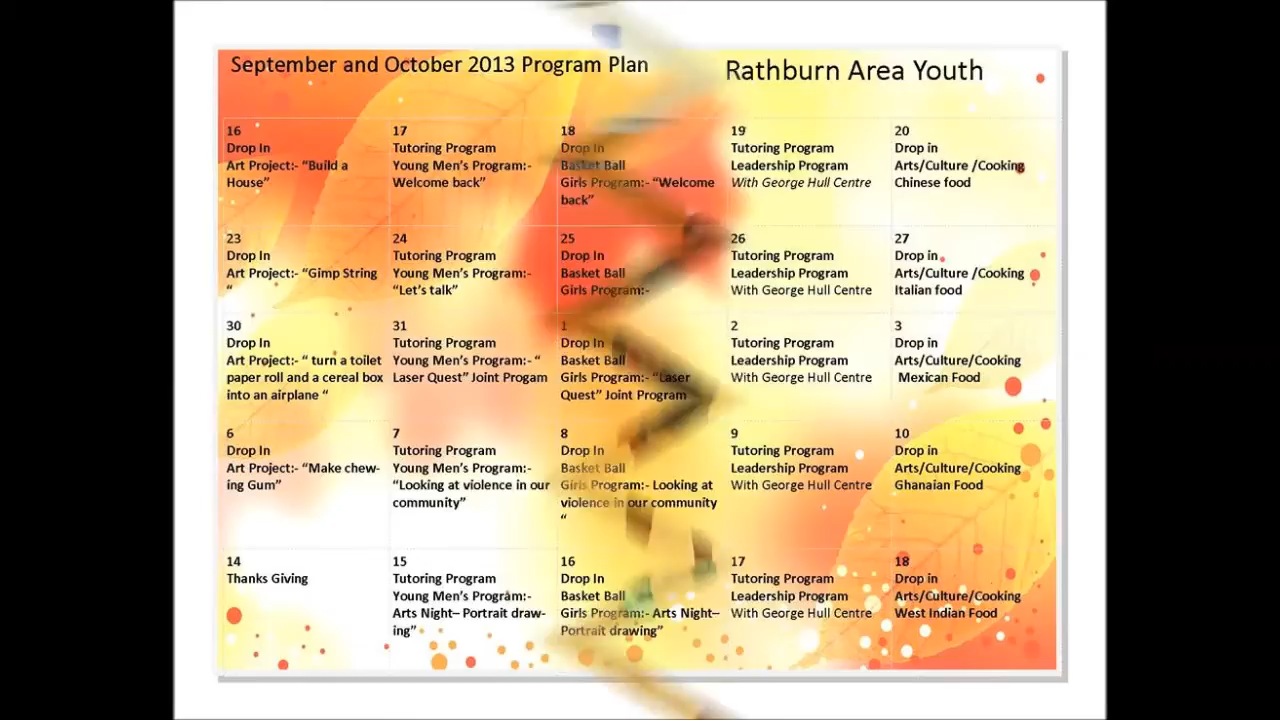 September and October 2013 Program Plan
Rathburn Area Youth
16
Drop In
Art Project:- “Build a
House”
17
Tutoring Program
Young Men’s Program:-
Welcome back”
18
Drop In
Basket Ball
Girls Program:- “Welcome
back”
19
Tutoring Program
Leadership Program
With George Hull Centre
20
Drop in
Arts/Culture /Cooking
Chinese food
23
Drop In
Art Project:- “Gimp String
“
24
Tutoring Program
Young Men’s Program:-
“Let’s talk”
25
Drop In
Basket Ball
Girls Program:-
26
Tutoring Program
Leadership Program
With George Hull Centre
27
Drop in
Arts/Culture /Cooking
Italian food
30
Drop In
Art Project:- “ turn a toilet
paper roll and a cereal box
into an airplane “
31
Tutoring Program
Young Men’s Program:- “
Laser Quest” Joint Progam
1
Drop In
Basket Ball
Girls Program:- “Laser
Quest” Joint Program
2
Tutoring Program
Leadership Program
With George Hull Centre
3
Drop in
Arts/Culture/Cooking
Mexican Food
6
Drop In
Art Project:- “Make chew-
ing Gum”
7
Tutoring Program
Young Men’s Program:-
“Looking at violence in our
community”
8
Drop In
Basket Ball
Girls Program:- Looking at
violence in our community
“
9
Tutoring Program
Leadership Program
With George Hull Centre
10
Drop in
Arts/Culture/Cooking
Ghanaian Food
14
Thanks Giving
15
Tutoring Program
Young Men’s Program:-
Arts Night– Portrait draw-
ing”
16
Drop In
Basket Ball
Girls Program:- Arts Night–
Portrait drawing”
17
Tutoring Program
Leadership Program
With George Hull Centre
18
Drop in
Arts/Culture/Cooking
West Indian Food